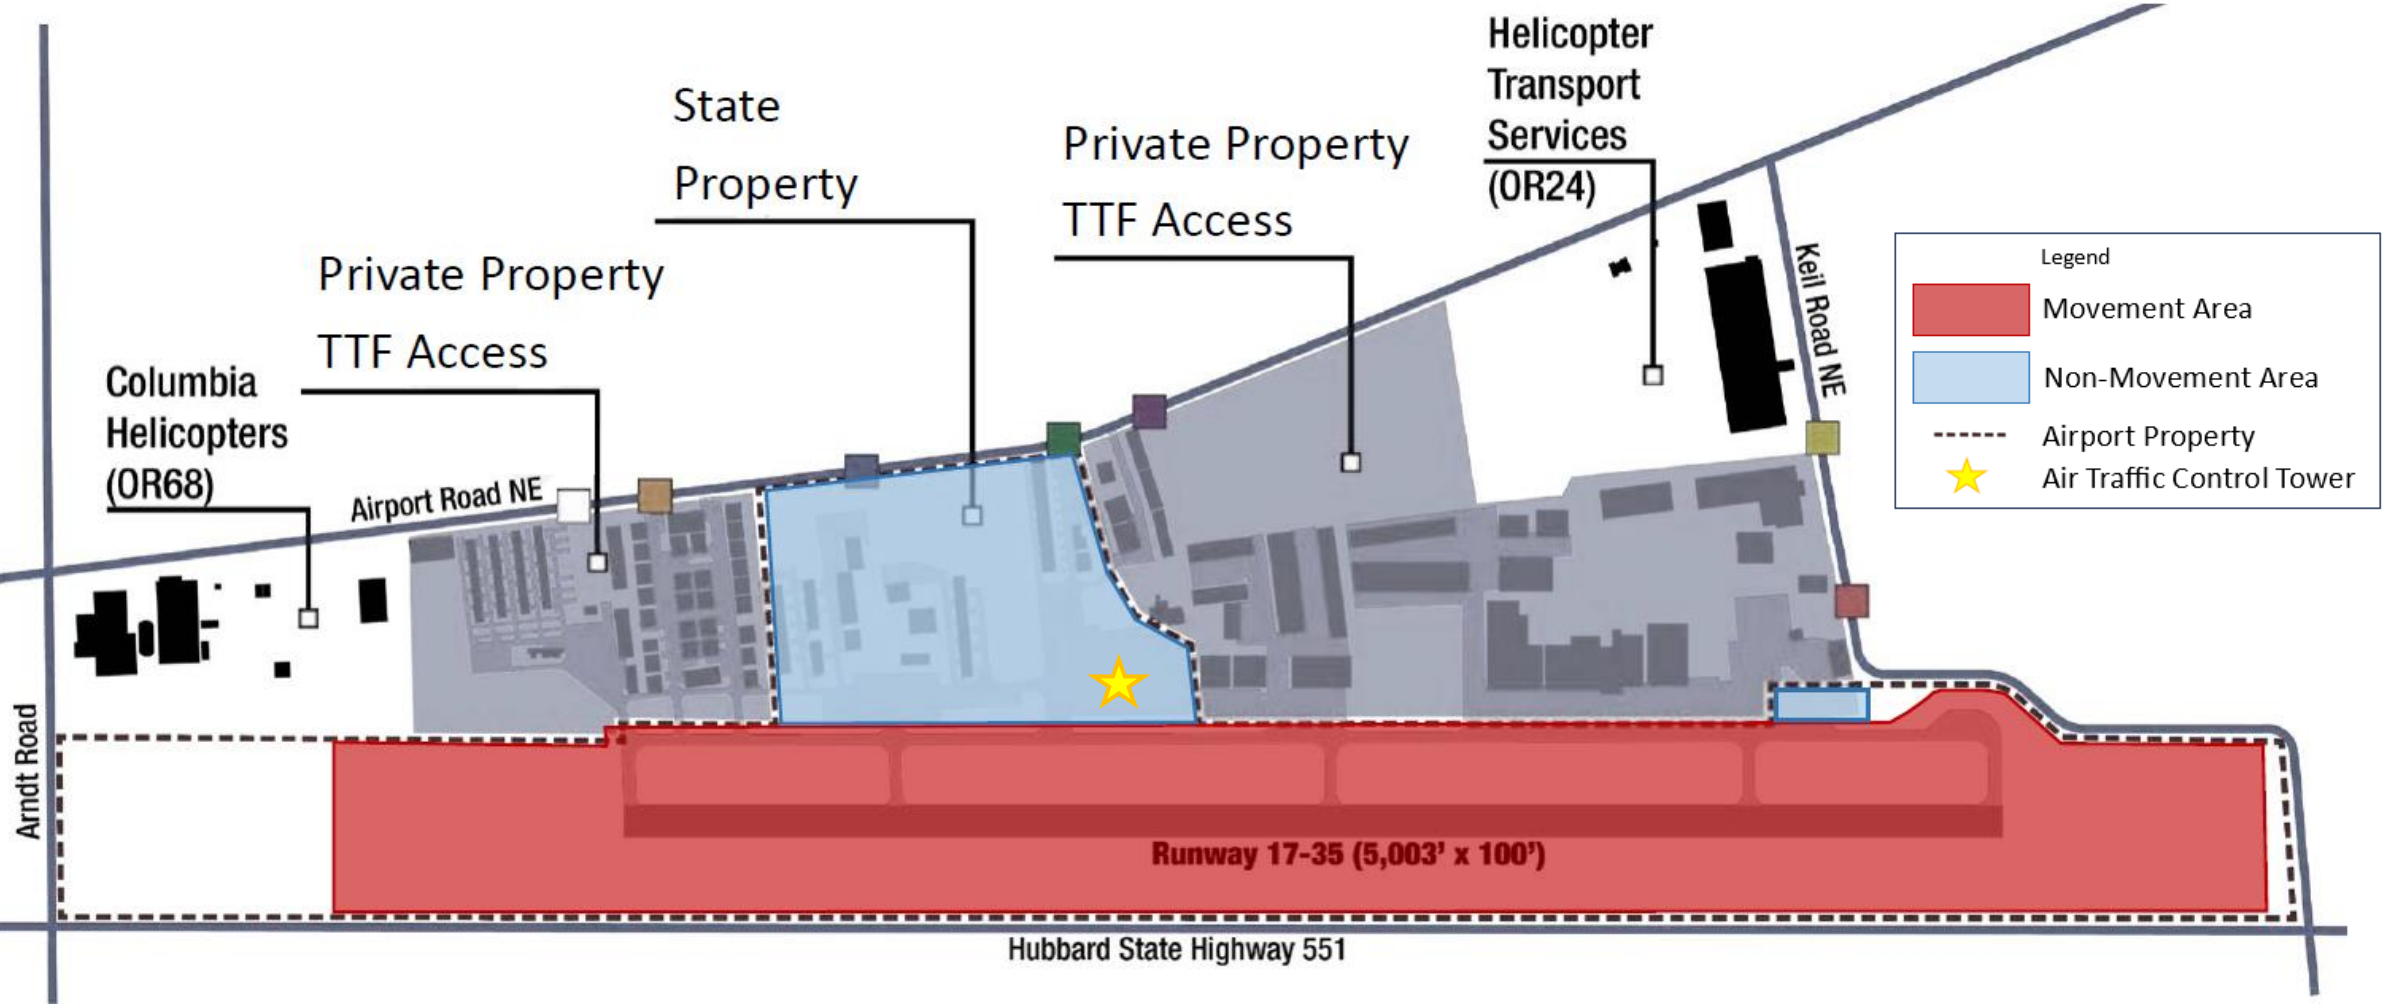 Helicopter
Transport
Services
(OR24)
State
Property
Private Property
TTF Access
Private Property
TTF Access
Columbia
Helicopters
(OR68)
Airport Road NE
Keil Road NE
Legend
Movement Area
Non-Movement Area
Airport Property
Air Traffic Control Tower
Arndt Road
Runway 17-35 (5,003' x 100')
Hubbard State Highway 551